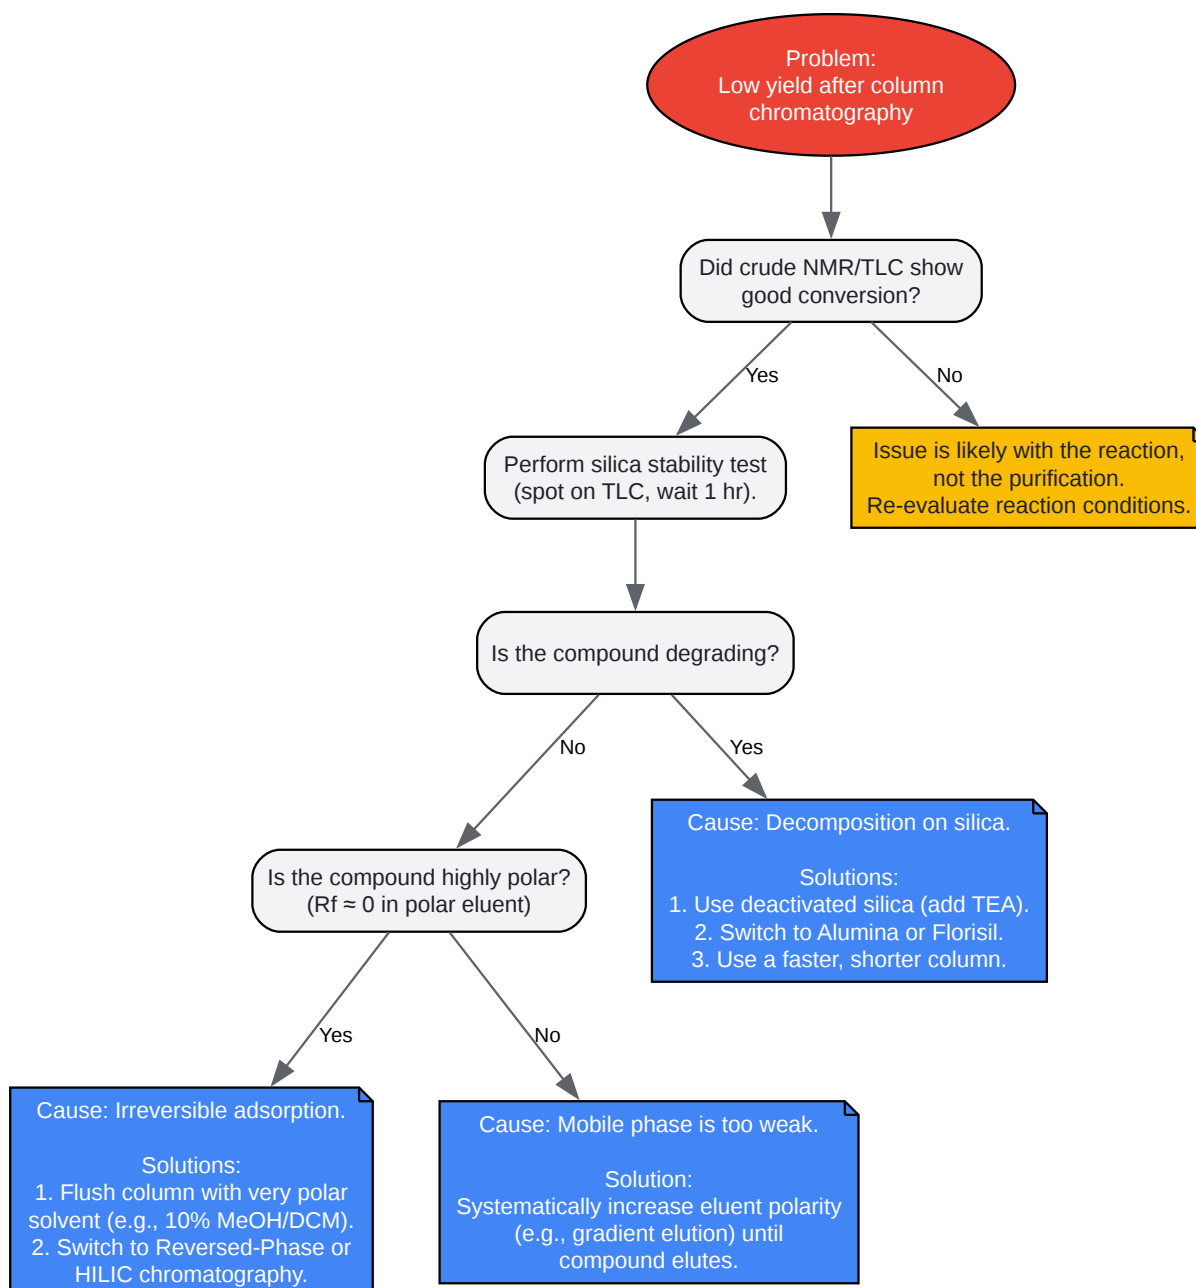 Problem:
Low yield after column
chromatography
Did crude NMR/TLC show
good conversion?
Yes
No
Perform silica stability test
(spot on TLC, wait 1 hr).
Issue is likely with the reaction,
not the purification.
Re-evaluate reaction conditions.
Is the compound degrading?
No
Yes
Is the compound highly polar?
(Rf ≈ 0 in polar eluent)
Cause: Decomposition on silica.
Solutions:
1. Use deactivated silica (add TEA).
2. Switch to Alumina or Florisil.
3. Use a faster, shorter column.
Yes
No
Cause: Irreversible adsorption.
Solutions:
1. Flush column with very polar
solvent (e.g., 10% MeOH/DCM).
2. Switch to Reversed-Phase or
HILIC chromatography.
Cause: Mobile phase is too weak.
Solution:
Systematically increase eluent polarity
(e.g., gradient elution) until
compound elutes.